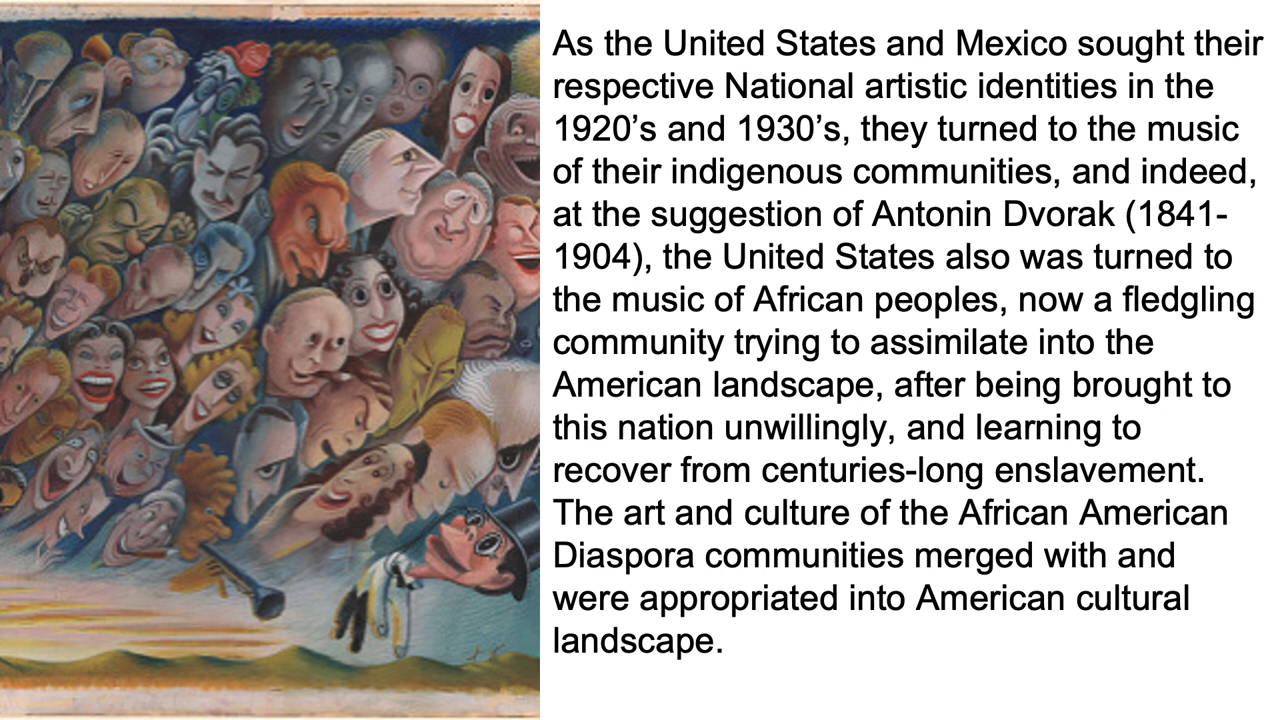 As the United States and Mexico sought their
respective National artistic identities in the
1920’s and 1930’s, they turned to the music
of their indigenous communities, and indeed,
at the suggestion of Antonin Dvorak (1841-
1904), the United States also was turned to
the music of African peoples, now a fledgling
community trying to assimilate into the
American landscape, after being brought to
this nation unwillingly, and learning to
recover from centuries-long enslavement.
The art and culture of the African American
Diaspora communities merged with and
were appropriated into American cultural
landscape.